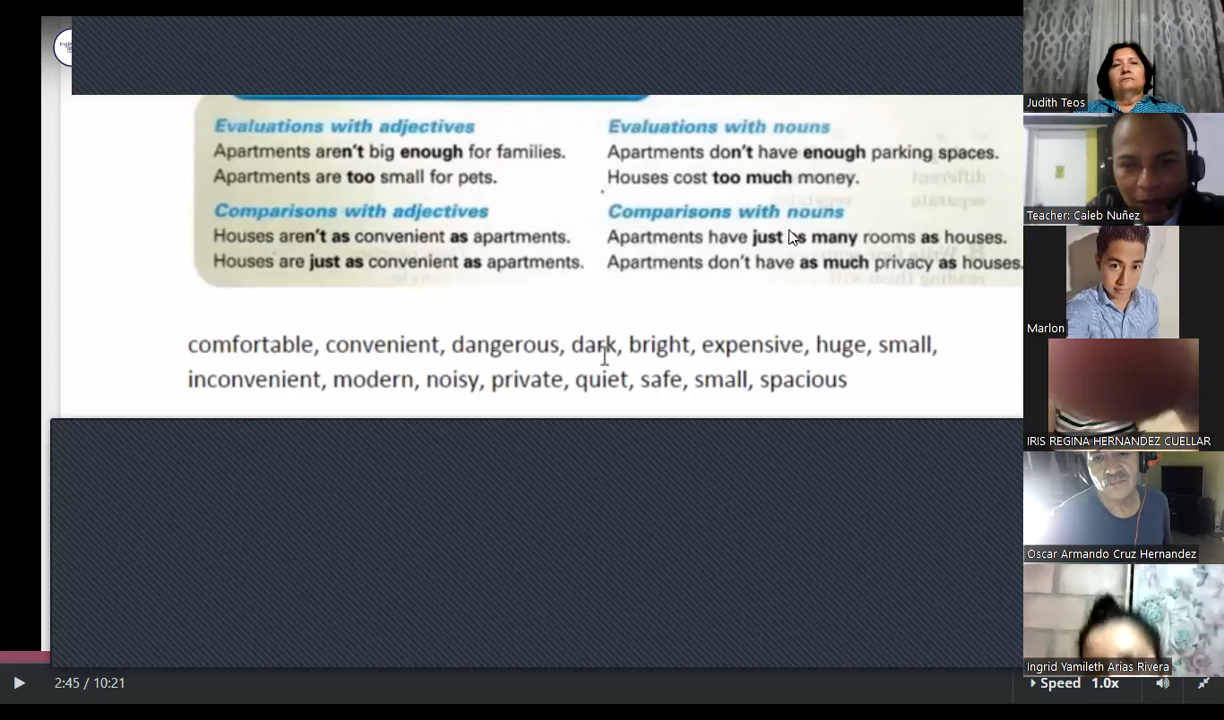 Evaluations with adjectives
Apartments aren't big enough for families.
Apartments are too small for pets.
Comparisons with adjectives
Houses aren't as convenient as apartments.
Houses are just as convenient as apartments.
Evaluations with nouns
Apartments don't have enough parking spaces.
Houses cost too much money.
Comparisons with nouns
Apartments have just as many rooms as houses.
Apartments don't have as much privacy as houses.
comfortable, convenient, dangerous, dark, bright, expensive, huge, small,
inconvenient, modern, noisy, private, quiet, safe, small, spacious
Judith Teos
Teacher: Caleb Nuñez
Marlon
IRIS REGINA HERNANDEZ CUELLAR
Oscar Armando Cruz Hernandez
Ingrid Yamileth Arias Rivera
2:45 / 10:21
Speed 1.0x